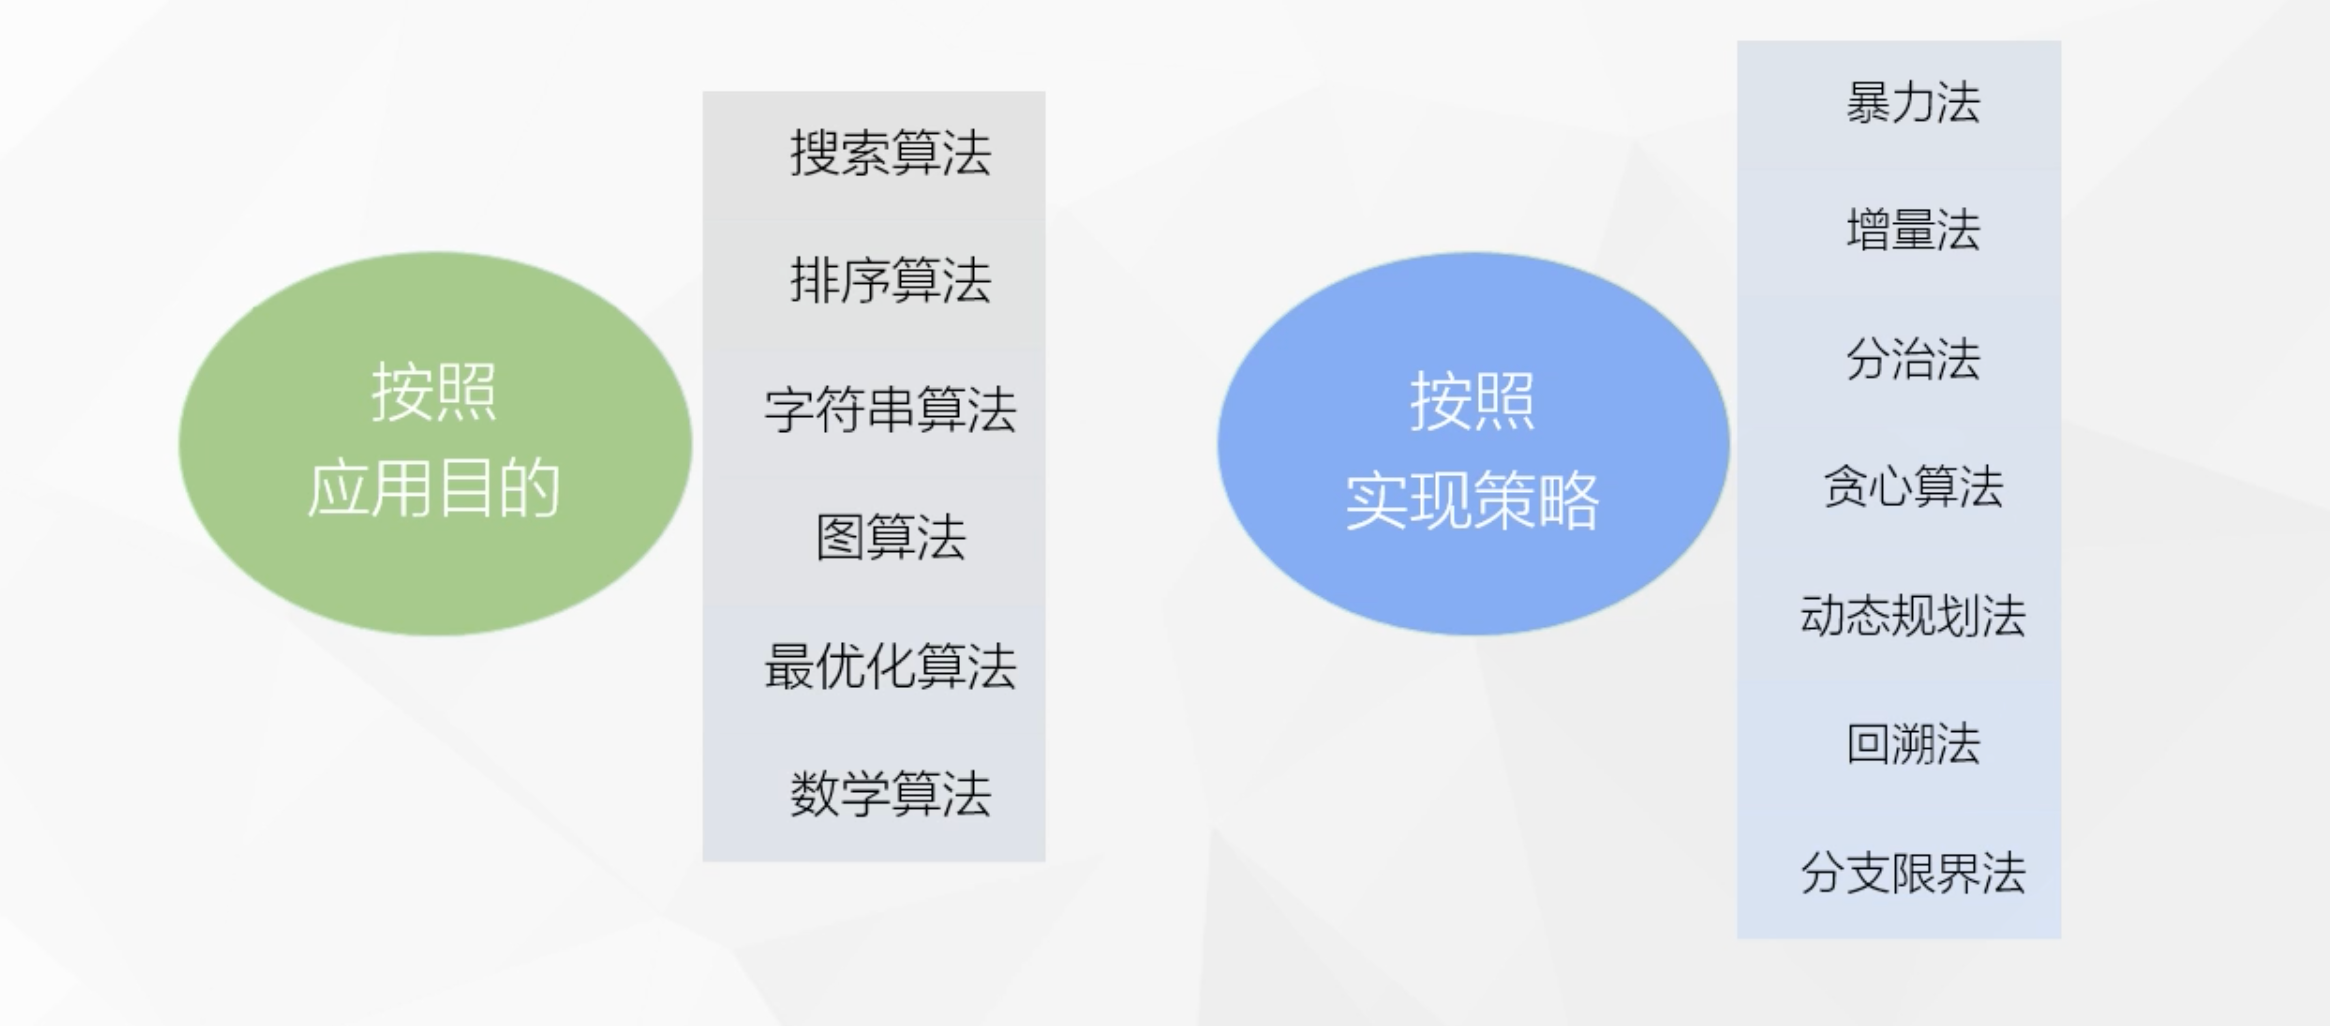 按照
应用目的
搜索算法
排序算法
字符串算法
图算法
最优化算法
数学算法
按照
实现策略
暴力法
增量法
分治法
贪心算法
动态规划法
回溯法
分支限界法